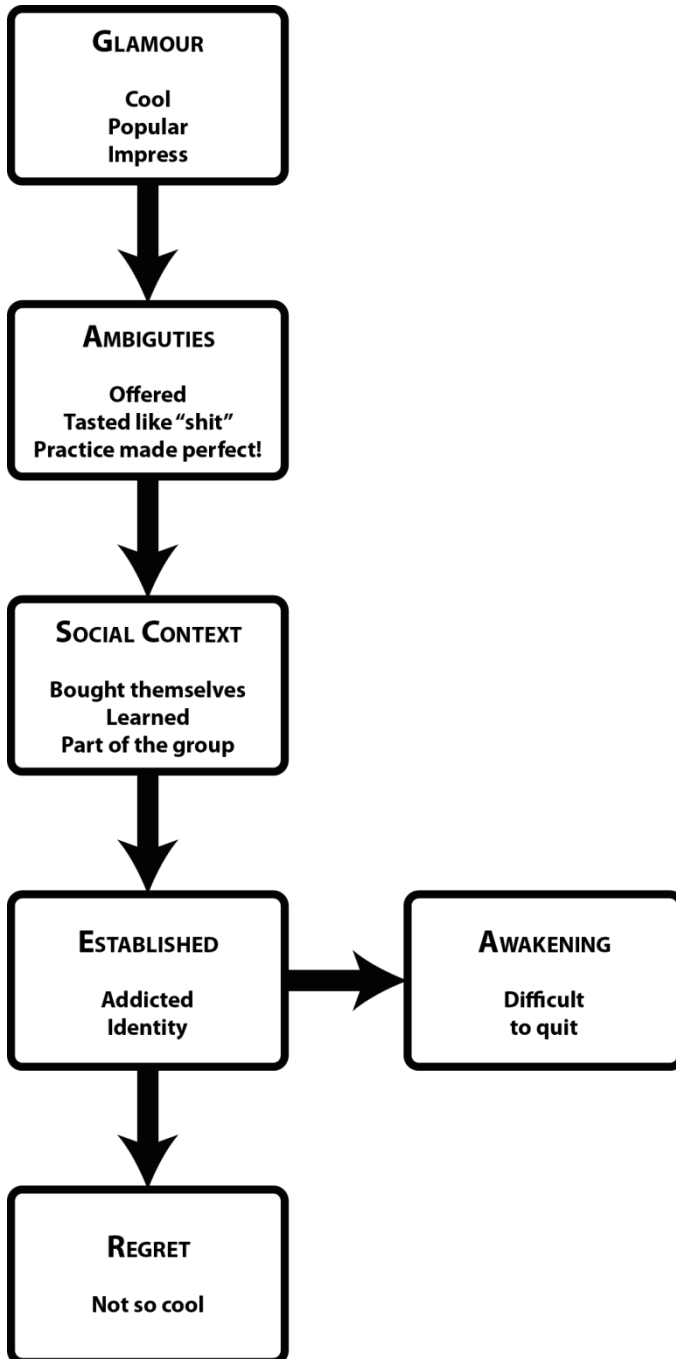 GLAMOUR
Cool
Popular
Impress
AMBIGUTIES
Offered
Tasted like “shit”
Practice made perfect!
SOCIAL CONTEXT
Bought themselves
Learned
Part of the group
ESTABLISHED
Addicted
Identity
AWAKENING
Difficult
to quit
REGRET
Not so cool